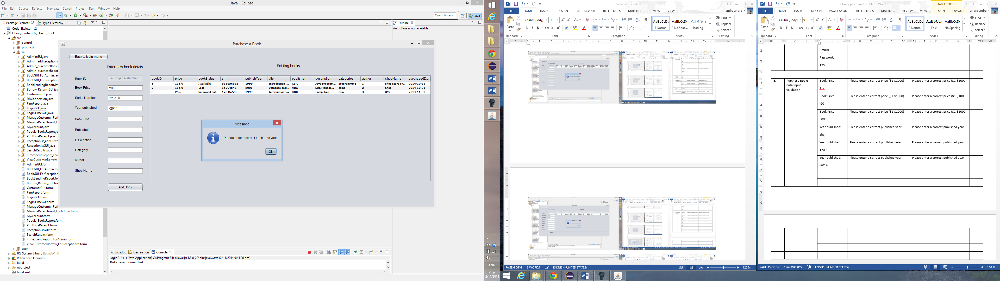 Java - Eclipse
File Edit Source Refactor Navigate Search Project Run Window Help
Quick Access
Java
Package Explorer
Type Hierarchy
Code_Skeleton_v2
Library_System_by_Team_Root
src
control
products
ui
AdiminGUI.java
Admin_addReceptionis
Admin_purchaseBook.
Admin_purchaseRepor
BookGUI_ForAdmin.jav
BookGUI_ForReception
BookLendingReport.jav
Borrow_Return_GUI.jav
CustomerGUI.java
DBConnection.java
FineReport.java
LoginGUI.java
LoginTimeGUI.java
ManageCustomer_ForR
ManageReceptionist_F
MyAccount.java
PopularBooksReport.ja
PrintFineReceipt.java
Receptionist_addCusto
ReceptionistGUI.java
SearchResults.java
TimeSpendReport_ForA
ViewCustomerBorrow_
AdiminGUI.form
BookGUI_ForAdmin.for
BookGUI_ForReception
BookLendingReport.fo
Borrow_Return_GUI.for
CustomerGUI.form
FineReport.form
LoginGUI.form
LoginTimeGUI.form
ManageCustomer_For
ManageRecepitonist_ForAdmin.form
MyAccount.form
PopularBooksReport.form
PrintFineReceipt.form
ReceptionistGUI.form
SearchResults.form
TimeSpendReport_ForAdmin.form
ViewCustomerBorrow_ForReceptionist.form
user
JRE System Library [JavaSE-1.7]
Referenced Libraries
build
nbproject
build.xml
Outline
An outline is not available.
Purchase a Book
Back to Main menu
Enter new book details
Existing books
Book ID
Auto generated field
Book Price
200
Serial Number
123456
Year published
-2014
Book Title
Publisher
Description
Category
Author
Shop Name
Add Book
bookID price bookStatus sn publishYear title publisher description categories author shopName purchasedD...
1 111.0 Available 565656565 1999 Introduction i... CBA Java program... programming 1 Shop Store on... 2014-10-31
2 115.0 Lost 15264548 2001 Database desi... ABC SQL Manage... comp 2 Shop 2014-10-31
3 25.5 borrowed out 12545778 1999 Inforamtion s... ABC Computing com 3 XYZ 2014-11-02
Message
Please enter a correct published year
OK
Javadoc
Declaration
Console
LoginGUI (1) [Java Application] C:\Program Files\Java\jre1.8.0_20\bin\javaw.exe (2/11/2014 9:44:06 pm)
Database connected
ENG
10:29 p.m.
2/11/2014
Sceenshots - Word
FILE HOME INSERT DESIGN PAGE LAYOUT REFERENCES MAILINGS REVIEW VIEW
andre andre
Calibri (Body) 11
Paste
Clipboard Font Paragraph Styles Editing
AaBbCcDc AaBbCcDc AaBbCc
¶ Normal ¶ No Spac... Heading 1
Find
Replace
Select
PAGE 6 OF 6 5 WORDS ENGLISH (UNITED STATES)
120 %
Library program Test Plan - Word
TABLE TOOLS
FILE HOME INSERT DESIGN PAGE LAYOUT REFERENCES MAILINGS REVIEW VIEW DESIGN LAYOUT
andre andre
Calibri (Body) 9
Paste
Clipboard Font Paragraph Styles Editing
AaBbCcDc AaBbCcI AaBbCcDc
¶ Normal Title No Spacing
Find
Replace
Select
Jim001
Password:
123
5. Purchase Books data input validation
Book Price: Please enter a correct price ($1-$1000) Please enter a correct price ($1-$1000)
Abc
Book Price: Please enter a correct price ($1-$1000) Please enter a correct price ($1-$1000)
-20
Book Price: Please enter a correct price ($1-$1000) Please enter a correct price ($1-$1000)
5000
Year published: Please enter a correct published year Please enter a correct published year
abc
Year published: Please enter a correct published year Please enter a correct published year
1200
Year published: Please enter a correct published year Please enter a correct published year
-2014
PAGE 35 OF 39 1969 WORDS ENGLISH (UNITED STATES)
110 %